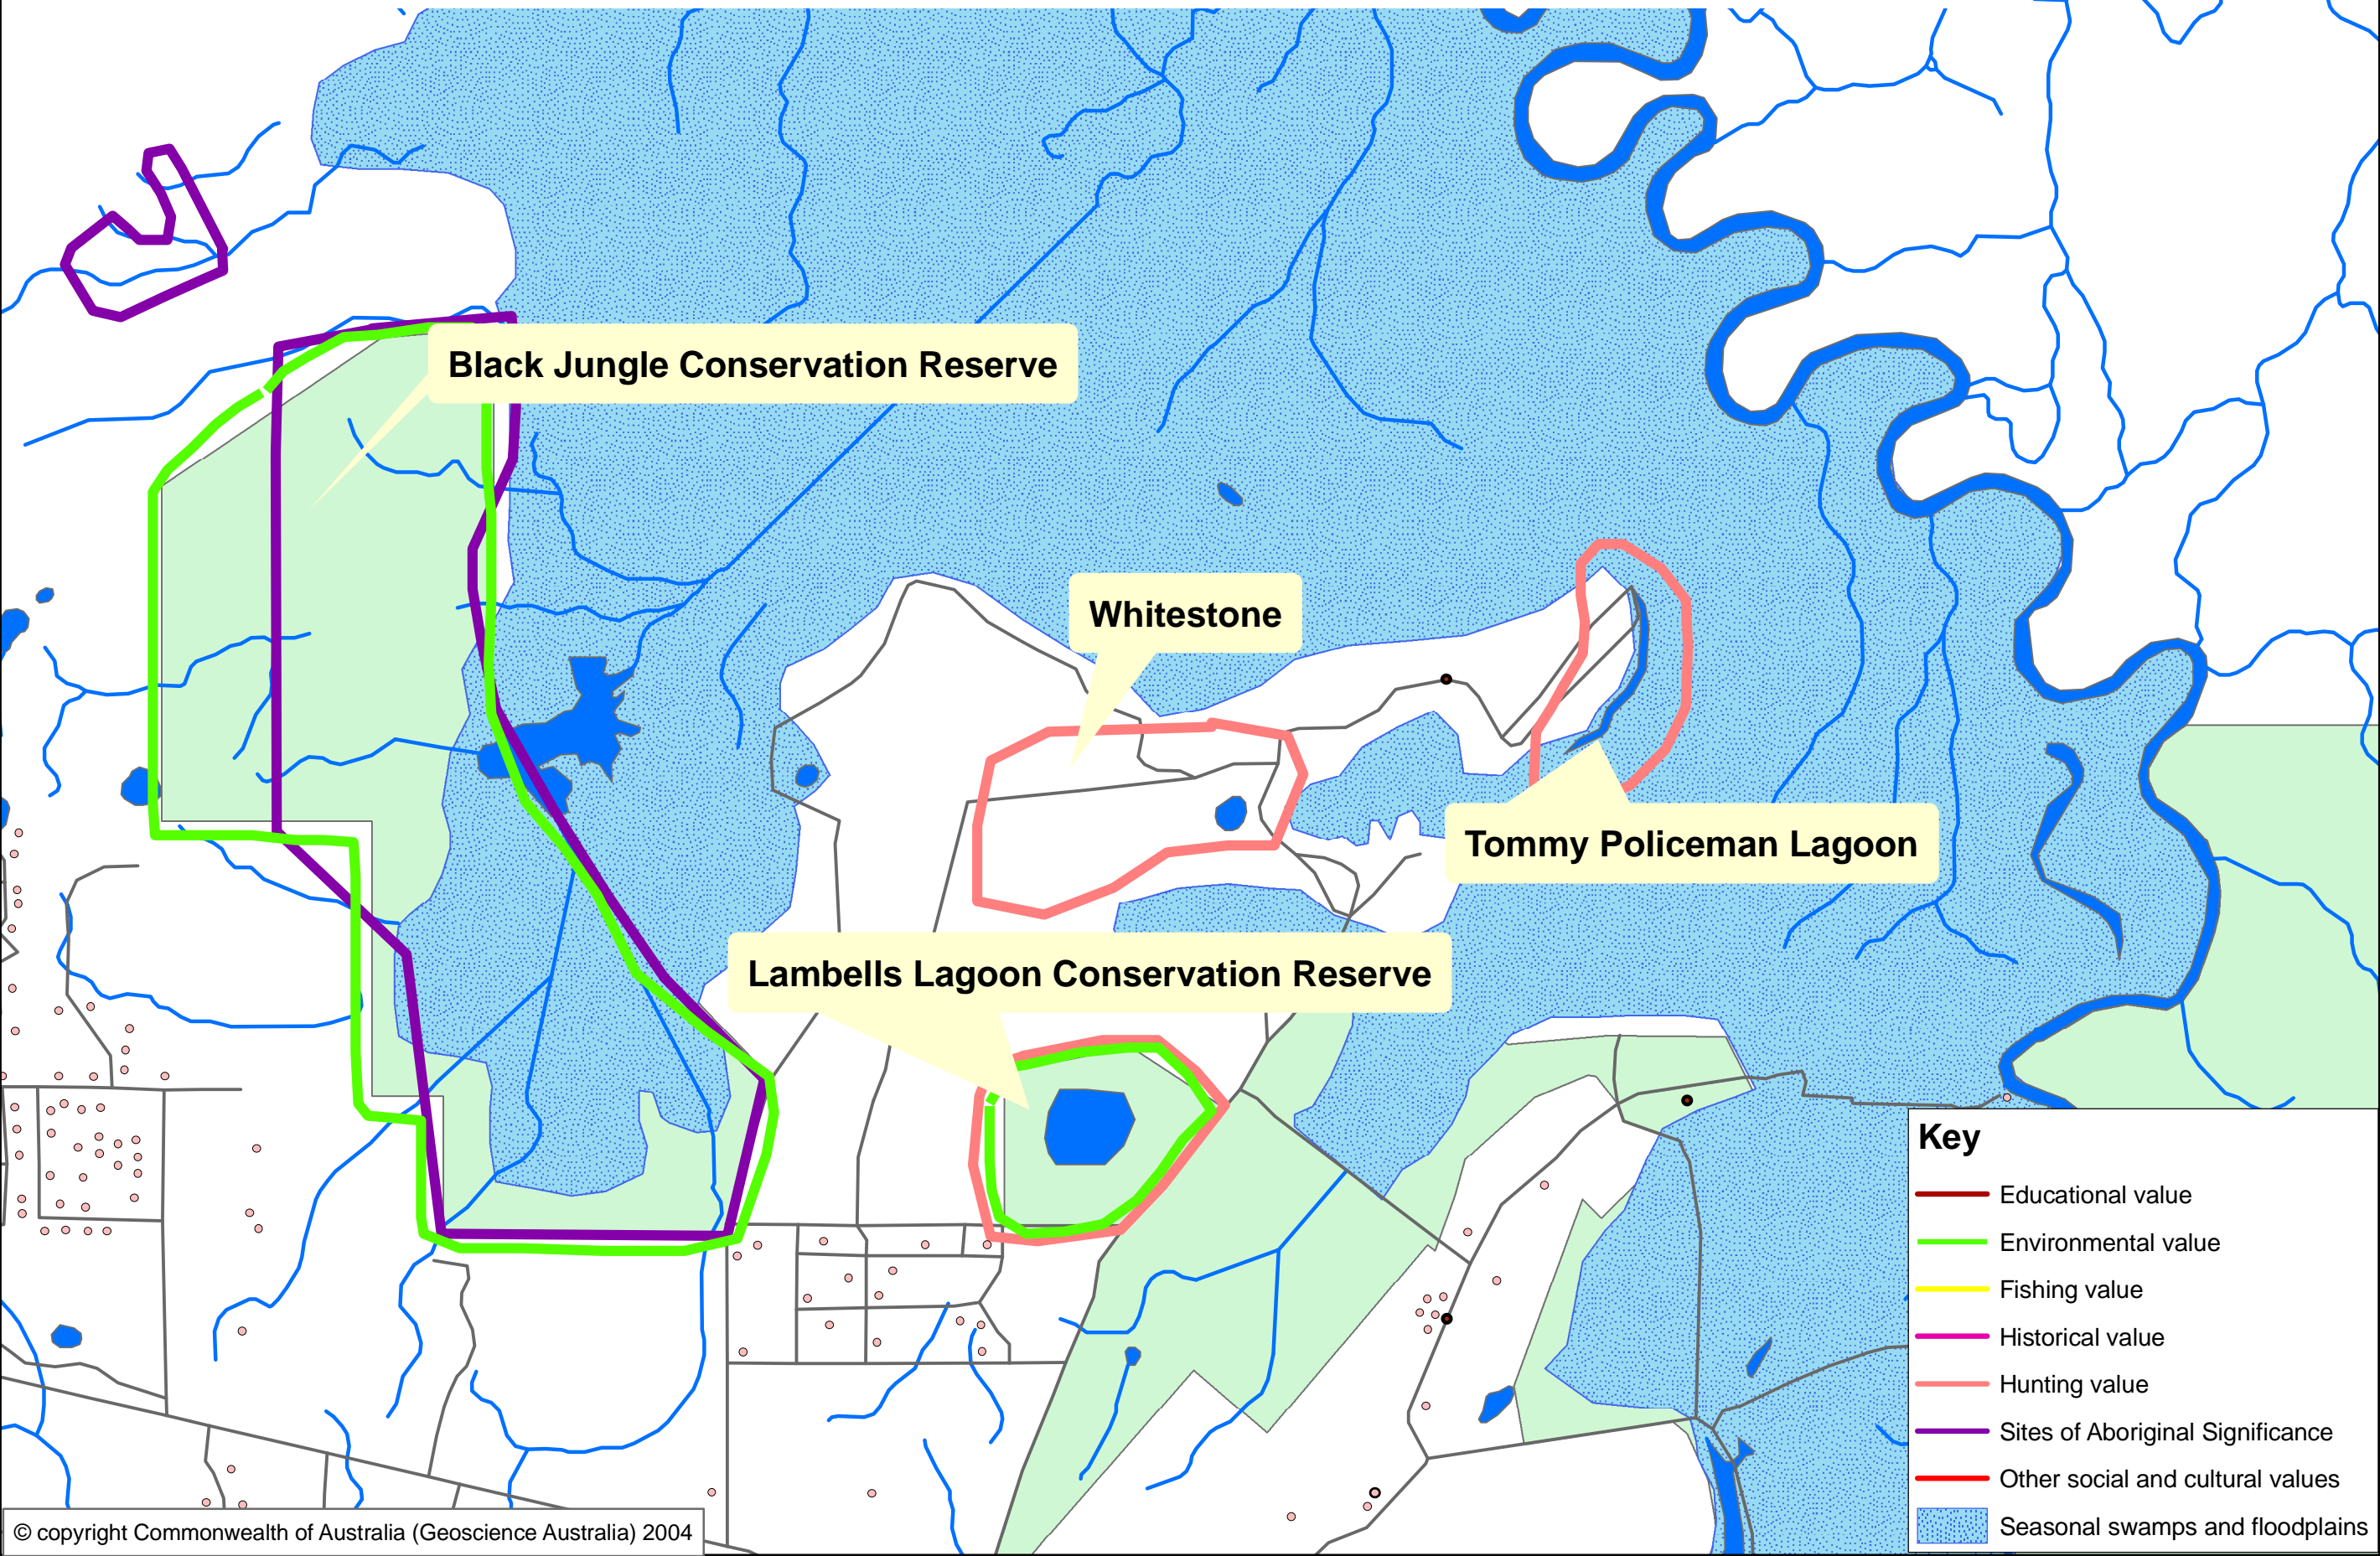 Black Jungle Conservation Reserve
Whitestone
Tommy Policeman Lagoon
Lambells Lagoon Conservation Reserve
Key
Educational value
Environmental value
Fishing value
Historical value
Hunting value
Sites of Aboriginal Significance
Other social and cultural values
Seasonal swamps and floodplains
© copyright Commonwealth of Australia (Geoscience Australia) 2004